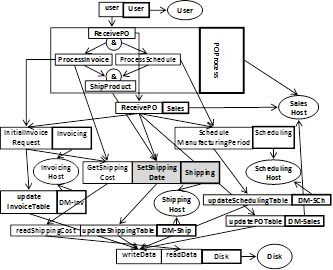 user User User
ReceivePO
&
ProcessInvoice ProcessSchedule
POProcess
&
ShipProduct
ReceivePO Sales
Sales
Host
InitialInvoice
Request
Invoicing
Schedule
ManufacturingPeriod
Scheduling
Invoicing
Host
GetShipping
Cost
SetShipping
Date
Shipping
Scheduling
Host
update
InvoiceTable
DM-Inv
Shipping
Host
updateSchedulingTable DM-SCh
readShippingCost updateShippingTable DM-Ship
updatePOTable DM-Sales
writeData readData Disk Disk